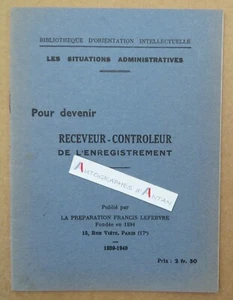 BIBLIOTHÈQUE D'ORIENTATION INTELLECTUELLE
LES SITUATIONS ADMINISTRATIVES
Pour devenir
RECEVEUR-CONTROLEUR
DE L'ENREGISTREMENT
AUTOGRAPHES D'ANTAN
Publié par
LA PREPARATION FRANCIS LEFEBVRE
Fondée en 1894
15, RUE VIÈTE, PARIS (17e)
1939-1940
Prix : 3 fr. 50